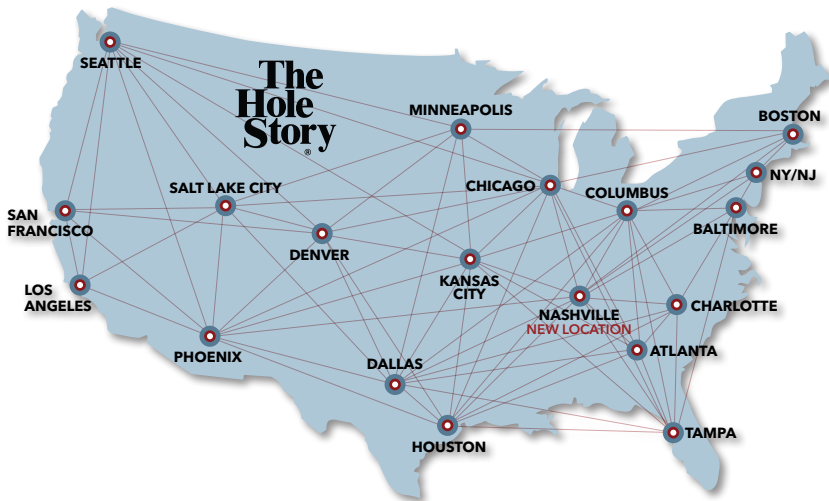 SEATTLE
The
Hole
Story
®
MINNEAPOLIS
BOSTON
NY/NJ
SALT LAKE CITY
CHICAGO
COLUMBUS
SAN
FRANCISCO
BALTIMORE
DENVER
KANSAS
CITY
LOS
ANGELES
NASHVILLE
NEW LOCATION
CHARLOTTE
PHOENIX
DALLAS
ATLANTA
HOUSTON
TAMPA